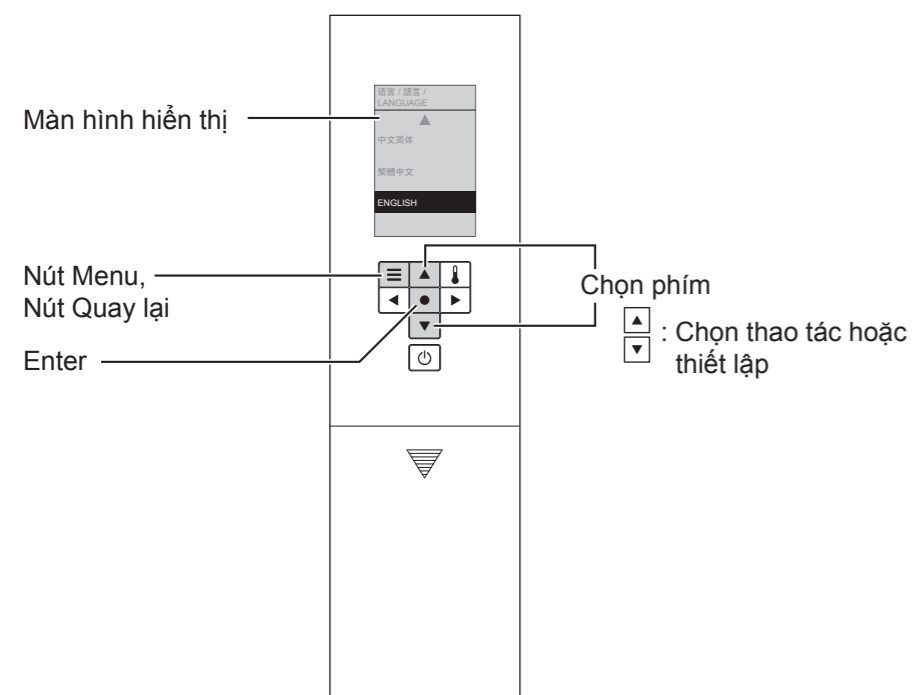 语言 / 語言 /
LANGUAGE
中文简体
繁體中文
ENGLISH
Màn hình hiển thị
Nút Menu,
Nút Quay lại
Enter
Chọn phím
: Chọn thao tác hoặc
thiết lập